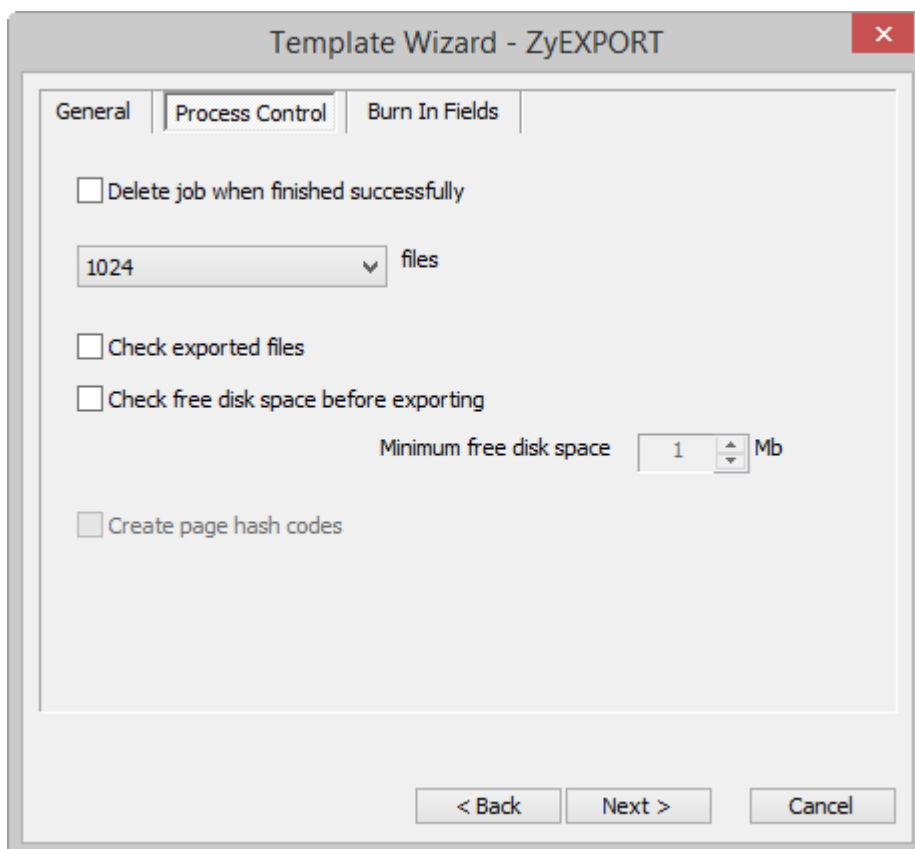 Template Wizard - ZyEXPORT
General Process Control Burn In Fields
Delete job when finished successfully
1024 files
Check exported files
Check free disk space before exporting
Minimum free disk space 1 Mb
Create page hash codes
< Back Next > Cancel